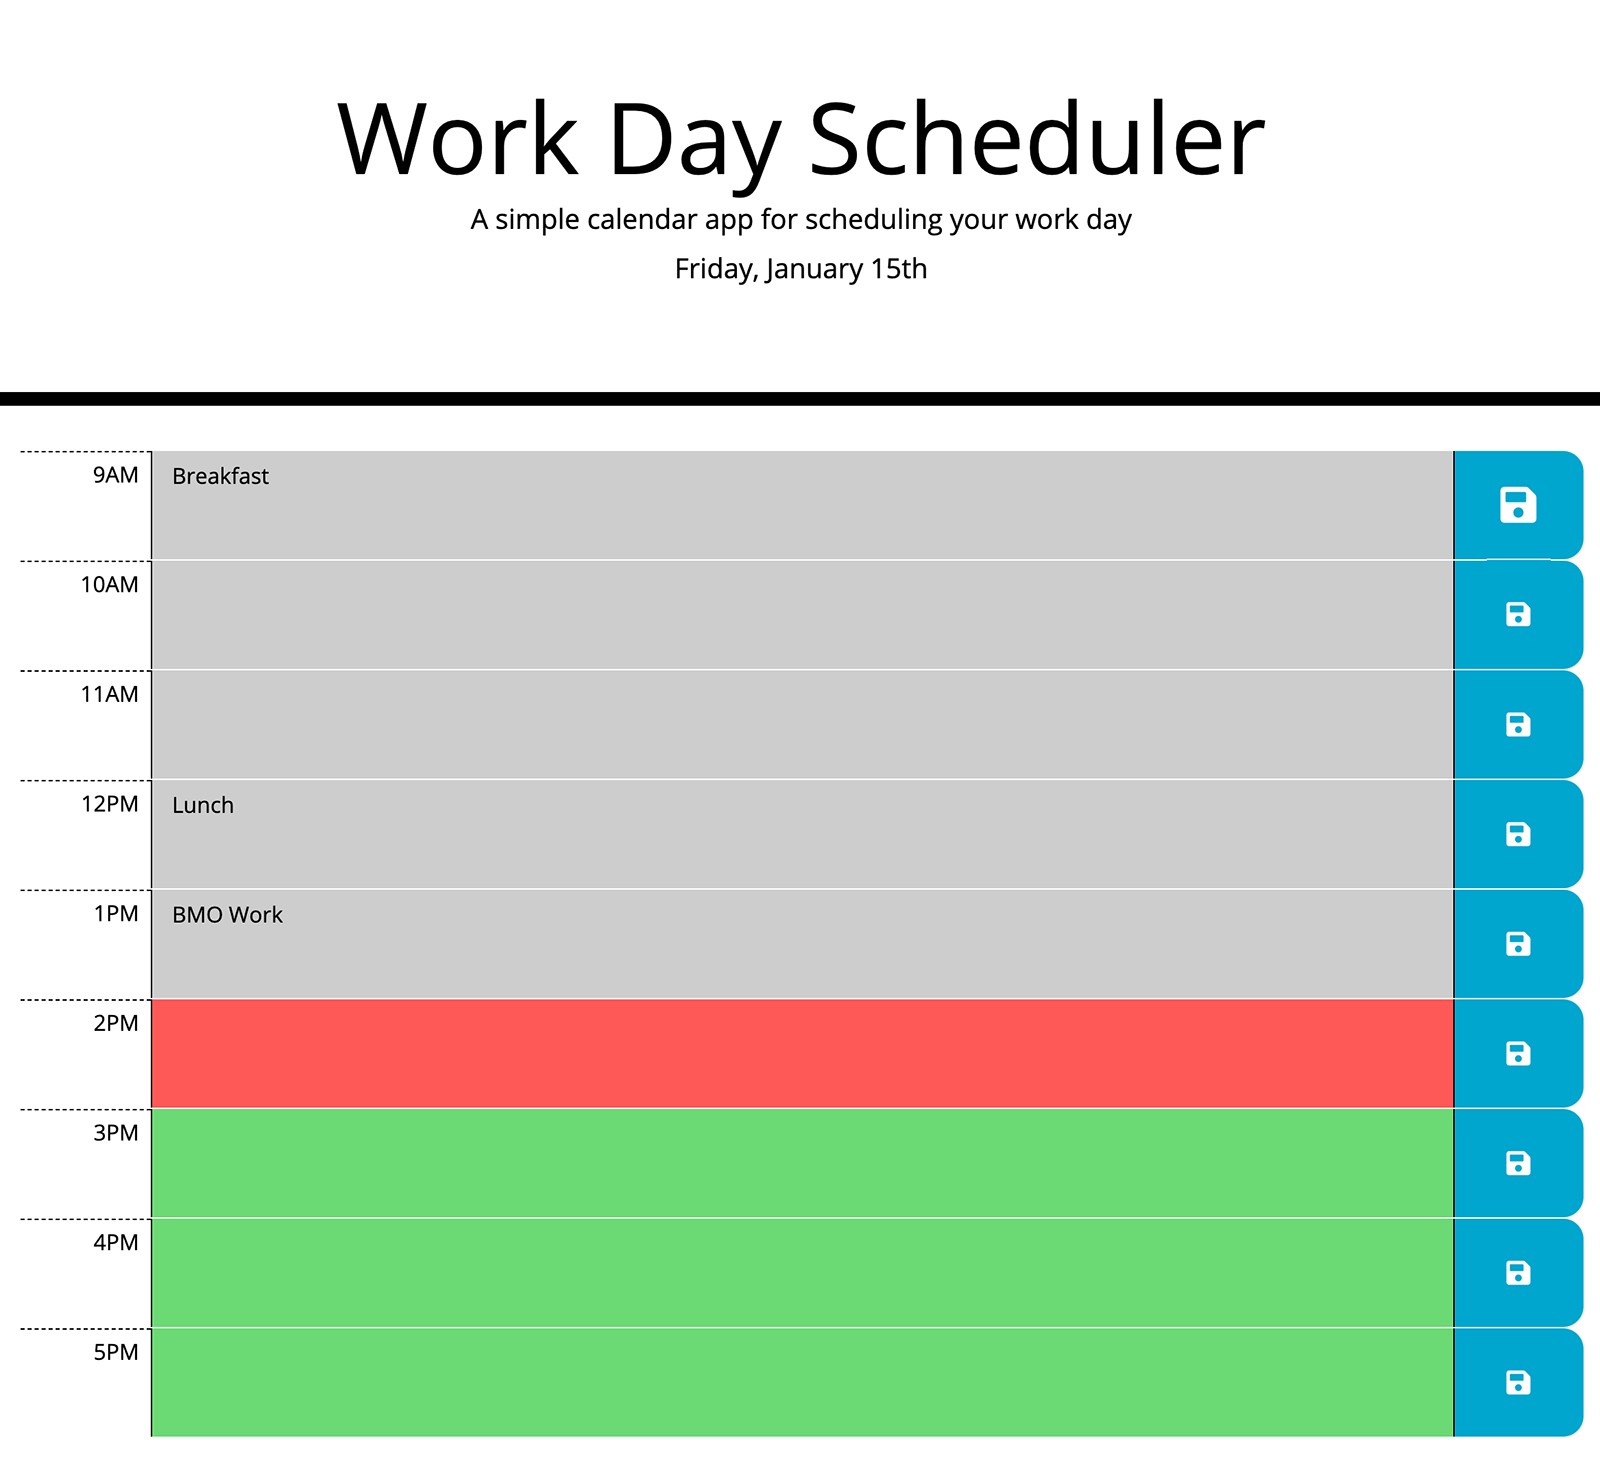 Work Day Scheduler
A simple calendar app for scheduling your work day
Friday, January 15th
9AM Breakfast
10AM
11AM
12PM Lunch
1PM BMO Work
2PM
3PM
4PM
5PM